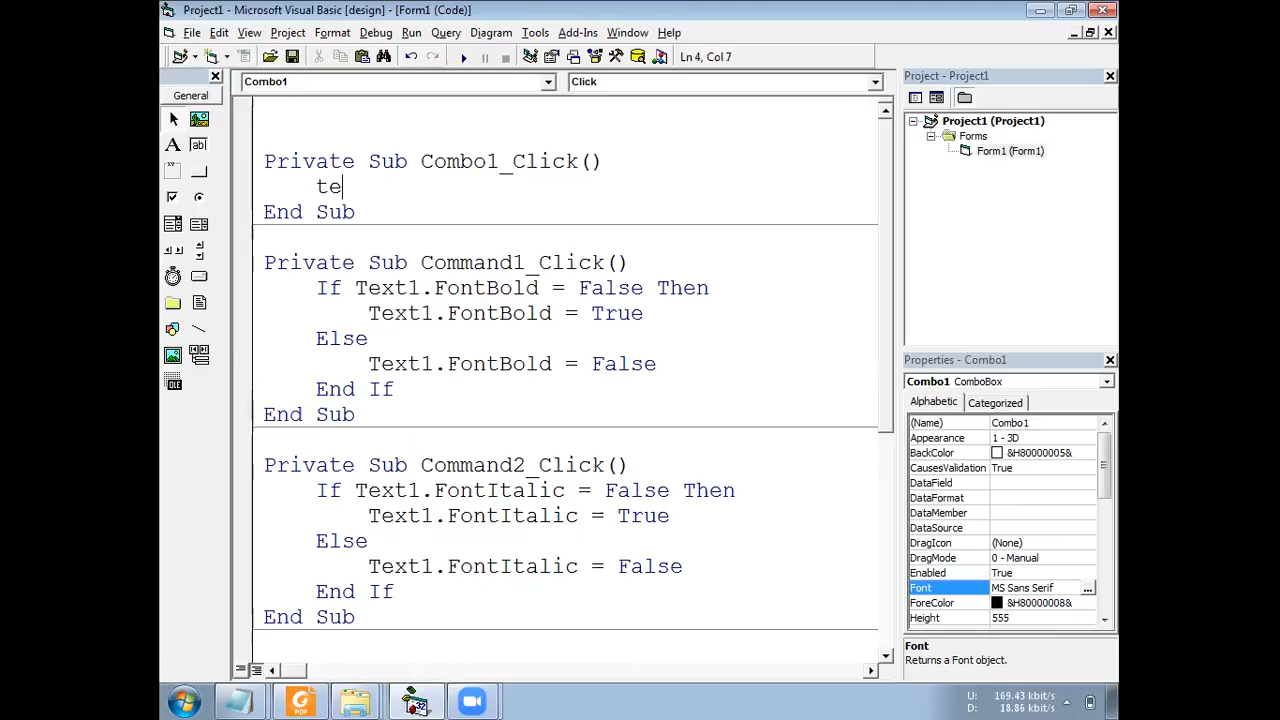 Project1 - Microsoft Visual Basic [design] - [Form1 (Code)]
File Edit View Project Format Debug Run Query Diagram Tools Add-Ins Window Help
Ln 4, Col 7
General
Combo1
Click
Private Sub Combo1_Click()
te
End Sub
Private Sub Command1_Click()
If Text1.FontBold = False Then
Text1.FontBold = True
Else
Text1.FontBold = False
End If
End Sub
Private Sub Command2_Click()
If Text1.FontItalic = False Then
Text1.FontItalic = True
Else
Text1.FontItalic = False
End If
End Sub
Project - Project1
Project1 (Project1)
Forms
Form1 (Form1)
Properties - Combo1
Combo1 ComboBox
Alphabetic Categorized
(Name) Combo1
Appearance 1 - 3D
BackColor &H80000005&
CausesValidation True
DataField
DataFormat
DataMember
DataSource
DragIcon (None)
DragMode 0 - Manual
Enabled True
Font MS Sans Serif ...
ForeColor &H80000008&
Height 555
Font
Returns a Font object.
U: 169.43 kbit/s
D: 18.86 kbit/s